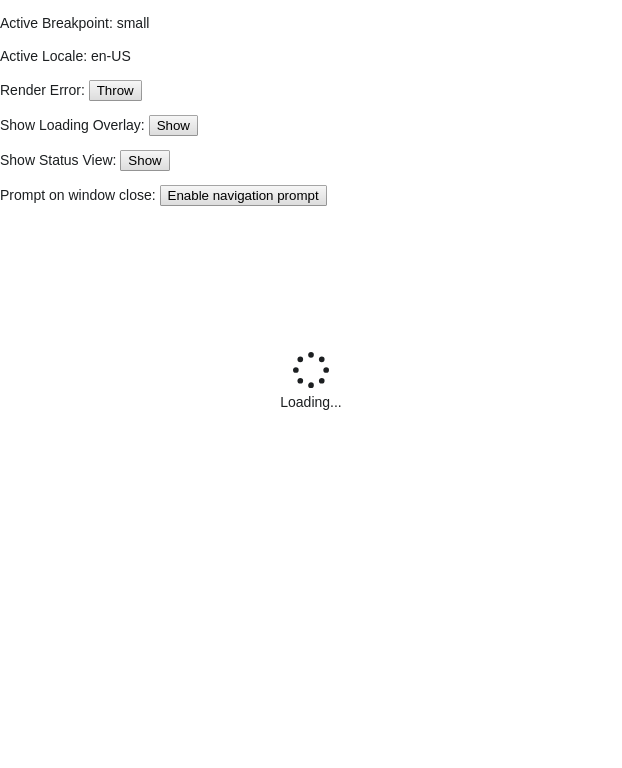 Active Breakpoint: small
Active Locale: en-US
Render Error: Throw
Show Loading Overlay: Show
Show Status View: Show
Prompt on window close: Enable navigation prompt
Loading...